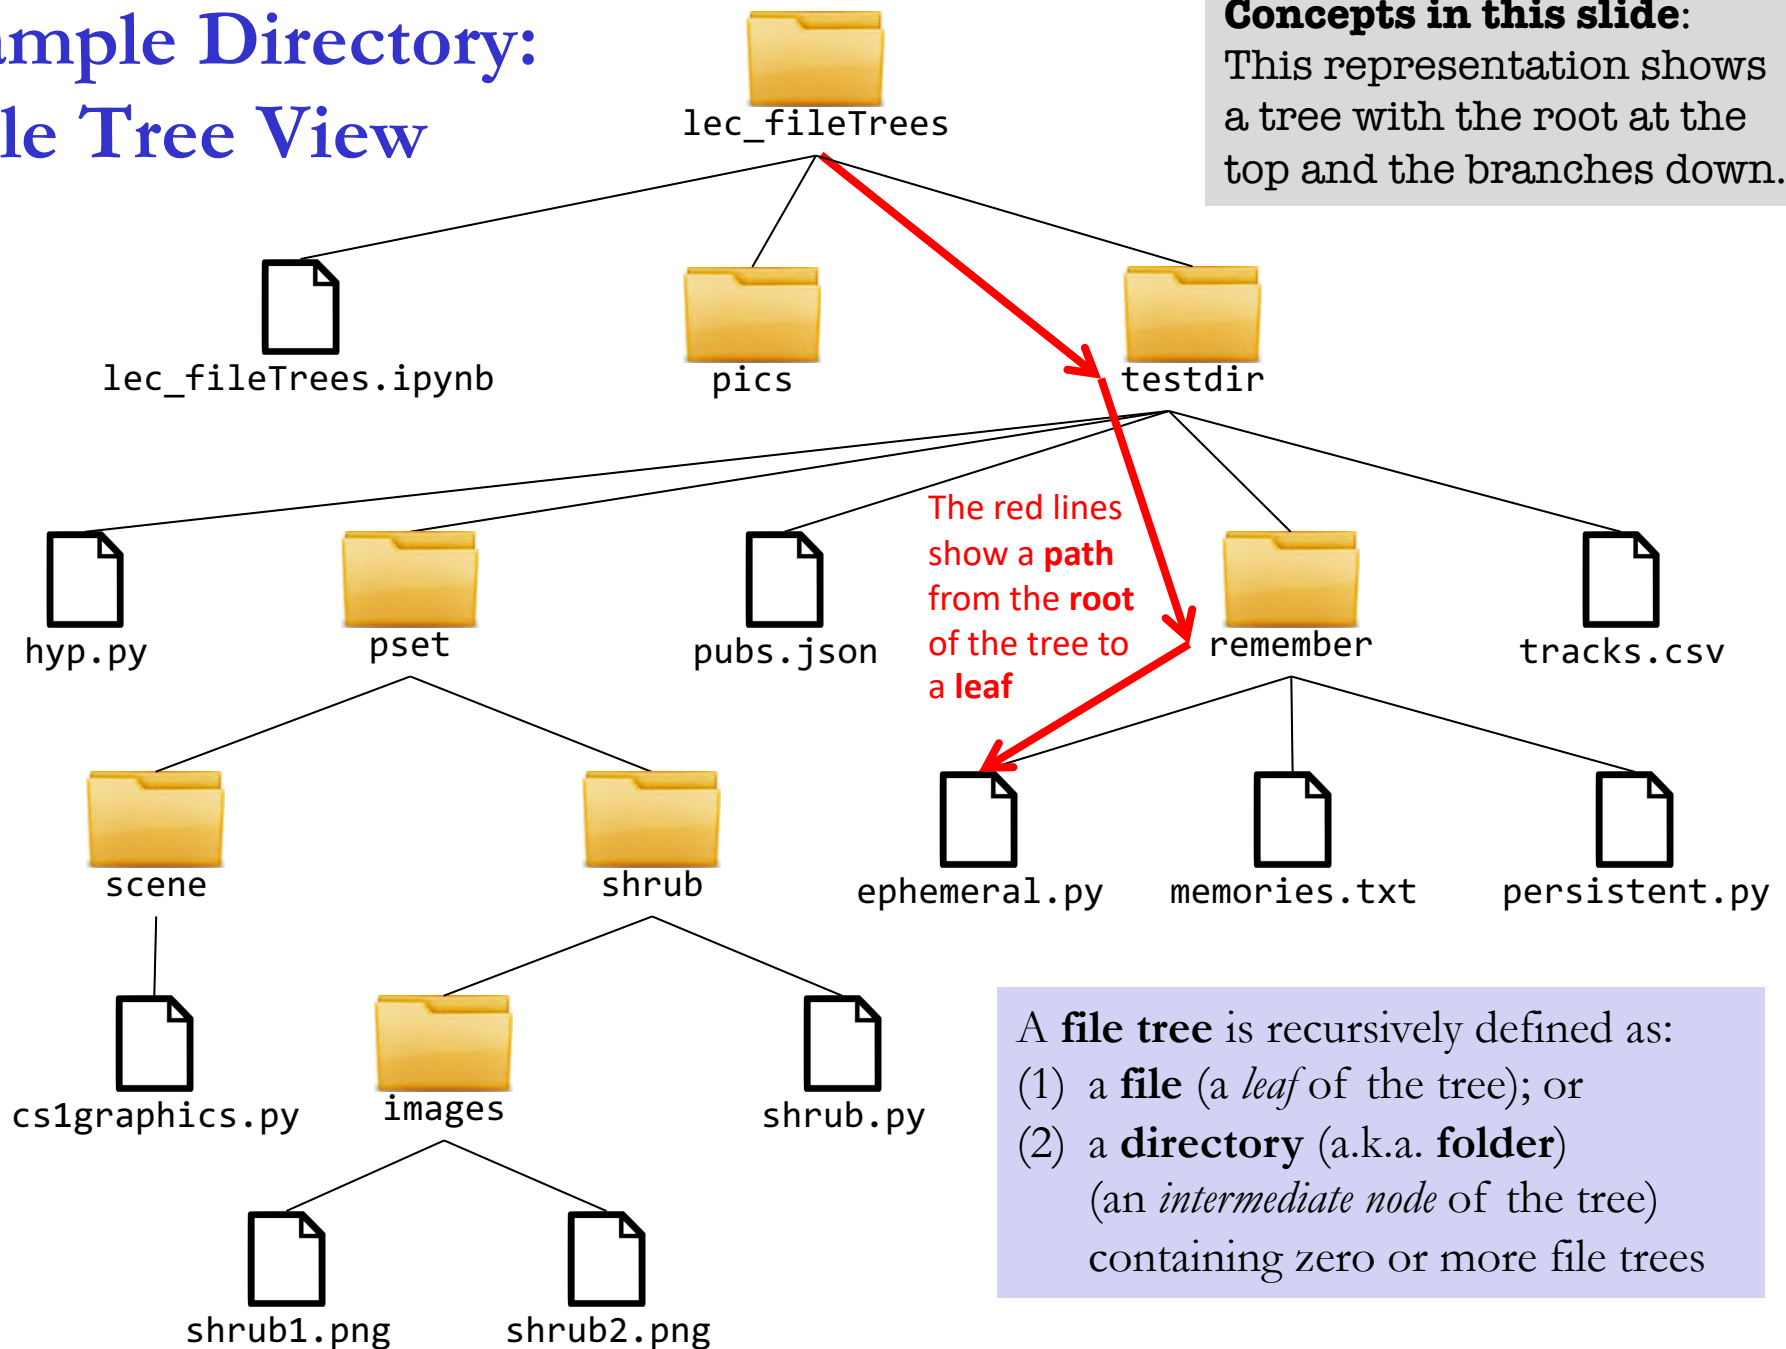 ample Directory:
le Tree View
Concepts in this slide:
This representation shows
a tree with the root at the
top and the branches down.
lec_fileTrees
lec_fileTrees.ipynb
pics
testdir
The red lines
show a path
from the root
of the tree to
a leaf
hyp.py
pset
pubs.json
remember
tracks.csv
scene
shrub
ephemeral.py
memories.txt
persistent.py
cs1graphics.py
images
shrub.py
shrub1.png
shrub2.png
A file tree is recursively defined as:
(1) a file (a leaf of the tree); or
(2) a directory (a.k.a. folder)
(an intermediate node of the tree)
containing zero or more file trees